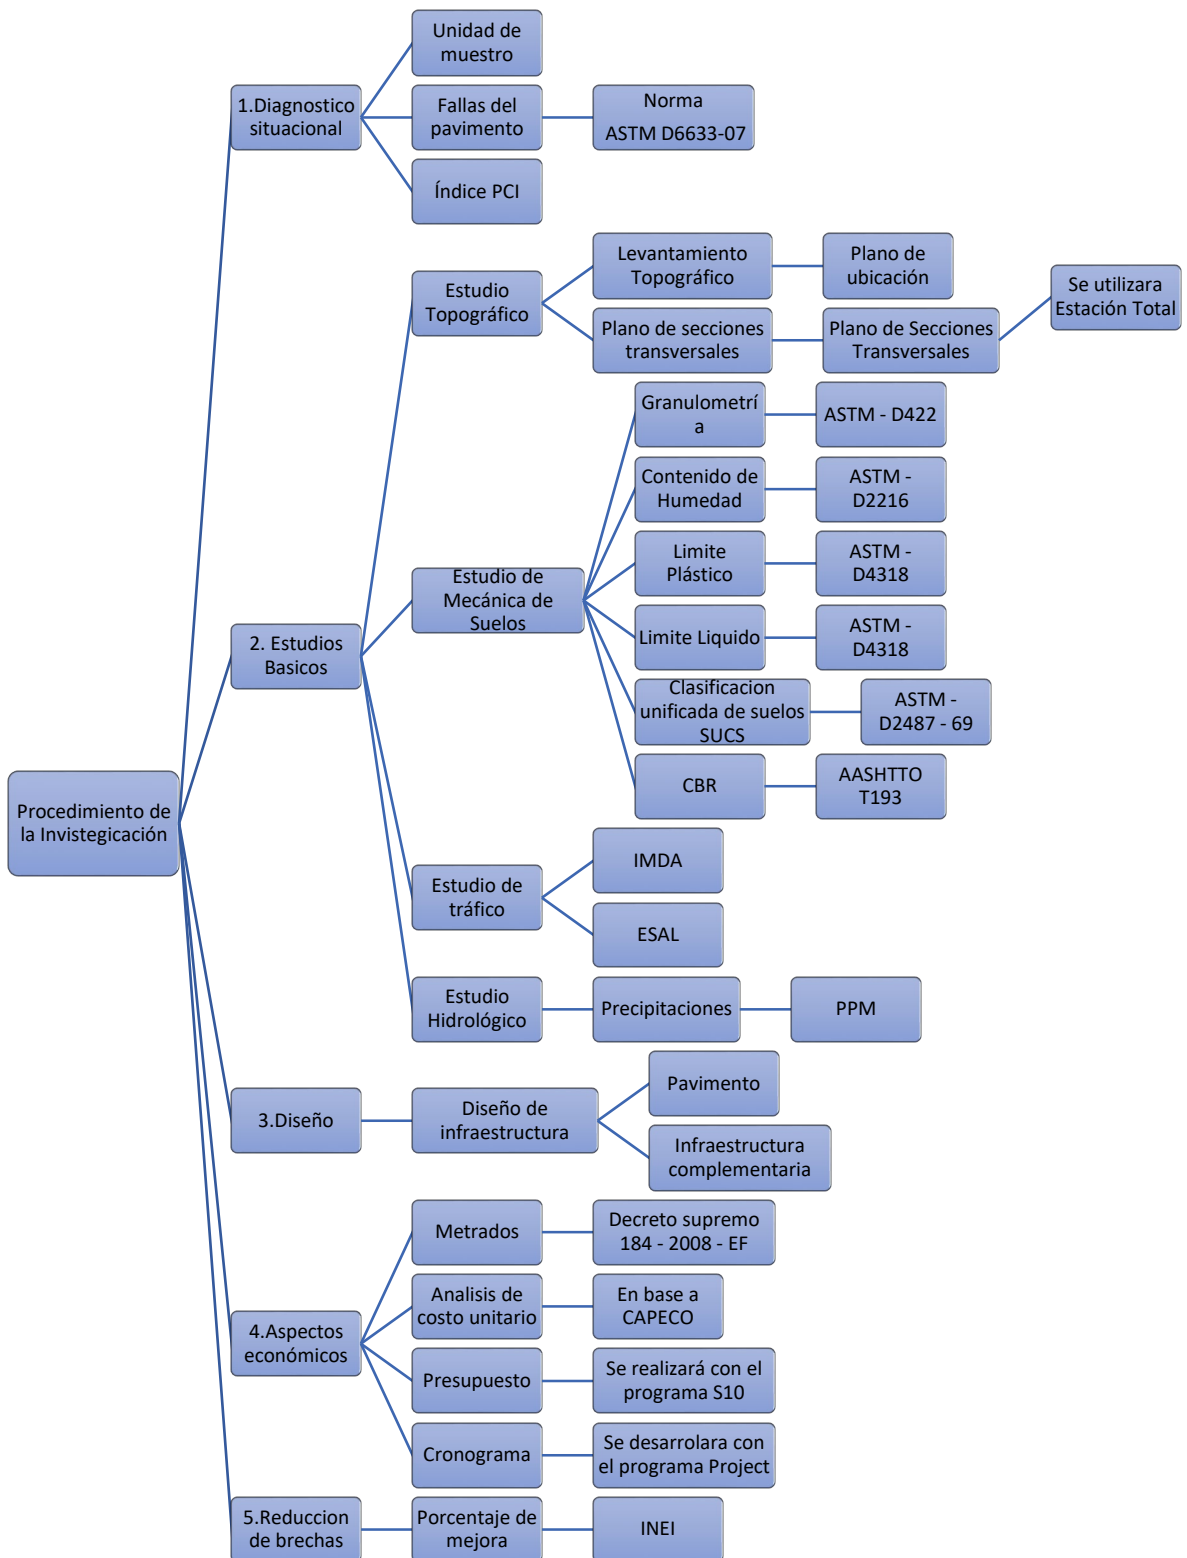 Unidad de
muestro
1.Diagnostico
situacional
Fallas del
pavimento
Norma
ASTM D6633-07
Índice PCI
Levantamiento
Topográfico
Plano de
ubicación
Estudio
Topográfico
Se utilizara
Estación Total
Plano de secciones
transversales
Plano de Secciones
Transversales
Granulometrí
a
ASTM - D422
Contenido de
Humedad
ASTM -
D2216
Limite
Plástico
ASTM -
D4318
Estudio de
Mecánica de
Suelos
2. Estudios
Basicos
Limite Liquido
ASTM -
D4318
Clasificacion
unificada de suelos
SUCS
ASTM -
D2487 - 69
CBR
AASHTTO
T193
Procedimiento de
la Invistegicación
IMDA
Estudio de
tráfico
ESAL
Estudio
Hidrológico
Precipitaciones
PPM
3.Diseño
Diseño de
infraestructura
Pavimento
Infraestructura
complementaria
Metrados
Decreto supremo
184 - 2008 - EF
Analisis de
costo unitario
En base a
CAPECO
4.Aspectos
económicos
Presupuesto
Se realizará con el
programa S10
Cronograma
Se desarrolara con
el programa Project
5.Reduccion
de brechas
Porcentaje de
mejora
INEI